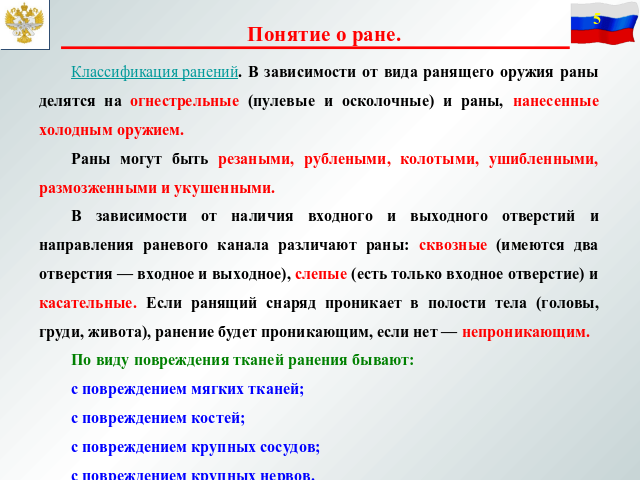 5
Понятие о ране.
Классификация ранений. В зависимости от вида ранящего оружия раны
делятся на огнестрельные (пулевые и осколочные) и раны, нанесенные
холодным оружием.
Раны могут быть резаными, рублеными, колотыми, ушибленными,
размозженными и укушенными.
В зависимости от наличия входного и выходного отверстий и
направления раневого канала различают раны: сквозные (имеются два
отверстия — входное и выходное), слепые (есть только входное отверстие) и
касательные. Если ранящий снаряд проникает в полости тела (головы,
груди, живота), ранение будет проникающим, если нет — непроникающим.
По виду повреждения тканей ранения бывают:
с повреждением мягких тканей;
с повреждением костей;
с повреждением крупных сосудов;
с повреждением крупных нервов.